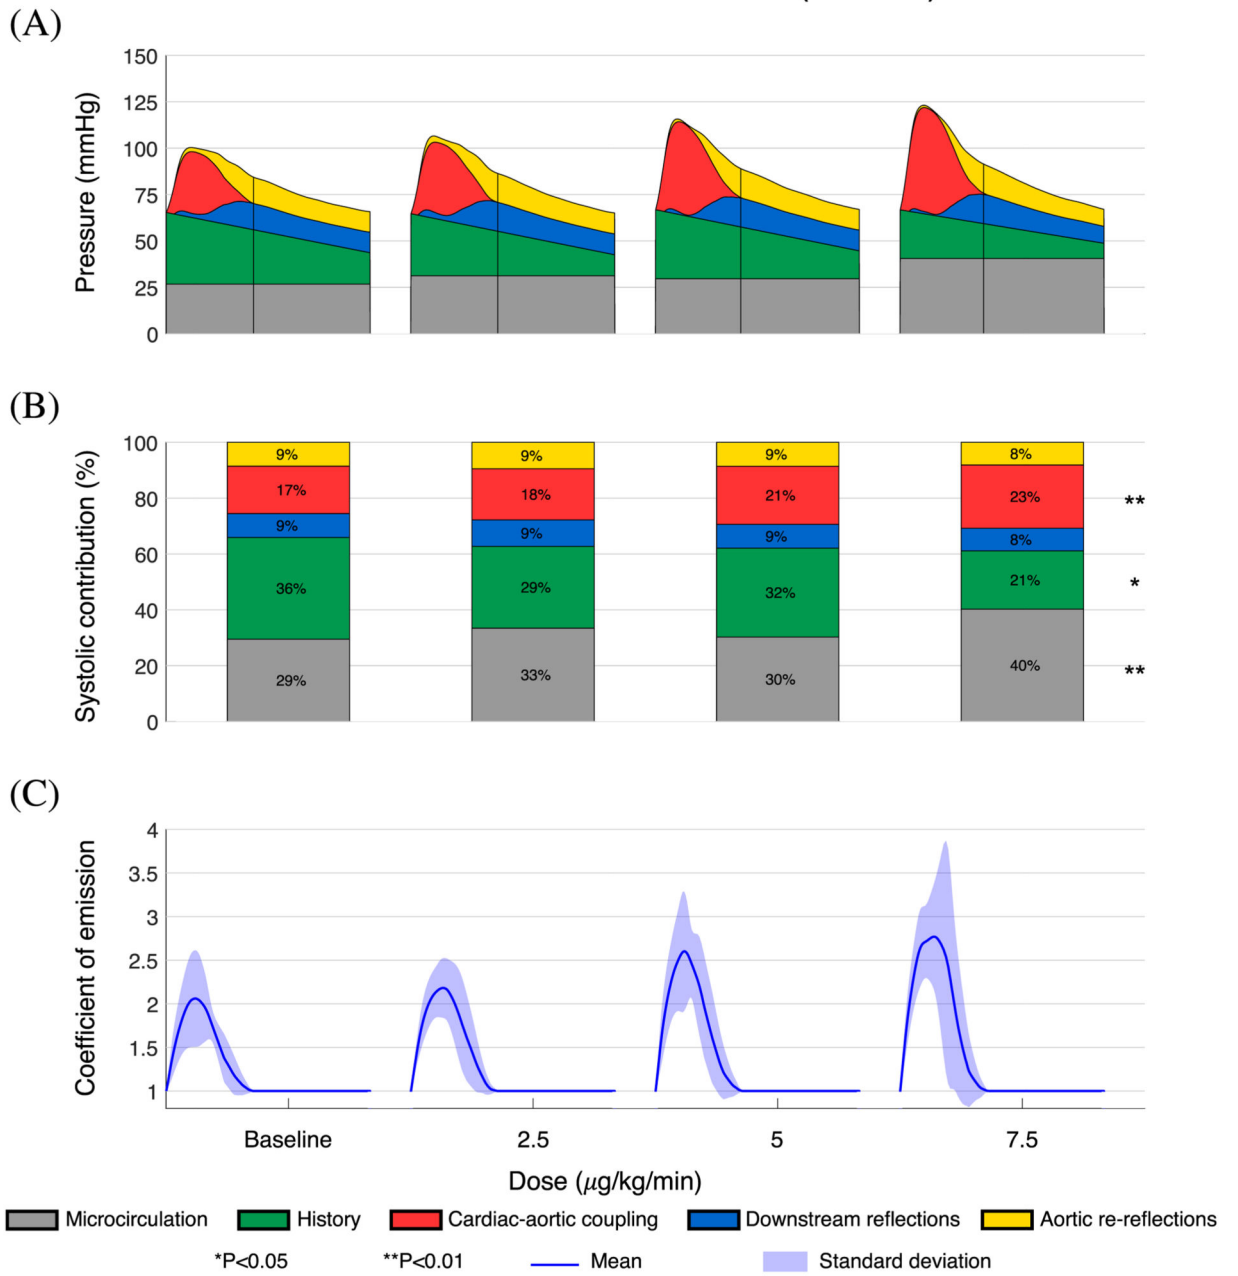 (A)
150
125
100
75
50
25
0
Pressure (mmHg)
(B)
100
80
60
40
20
0
Systolic contribution (%)
9% 9% 9% 8%
17% 18% 21% 23% **
9% 9% 9% 8%
36% 29% 32% 21% *
29% 33% 30% 40% **
(C)
4
3.5
3
2.5
2
1.5
1
Coefficient of emission
Baseline 2.5 5 7.5
Dose (μg/kg/min)
Microcirculation History Cardiac-aortic coupling Downstream reflections Aortic re-reflections
*P<0.05 **P<0.01 Mean Standard deviation